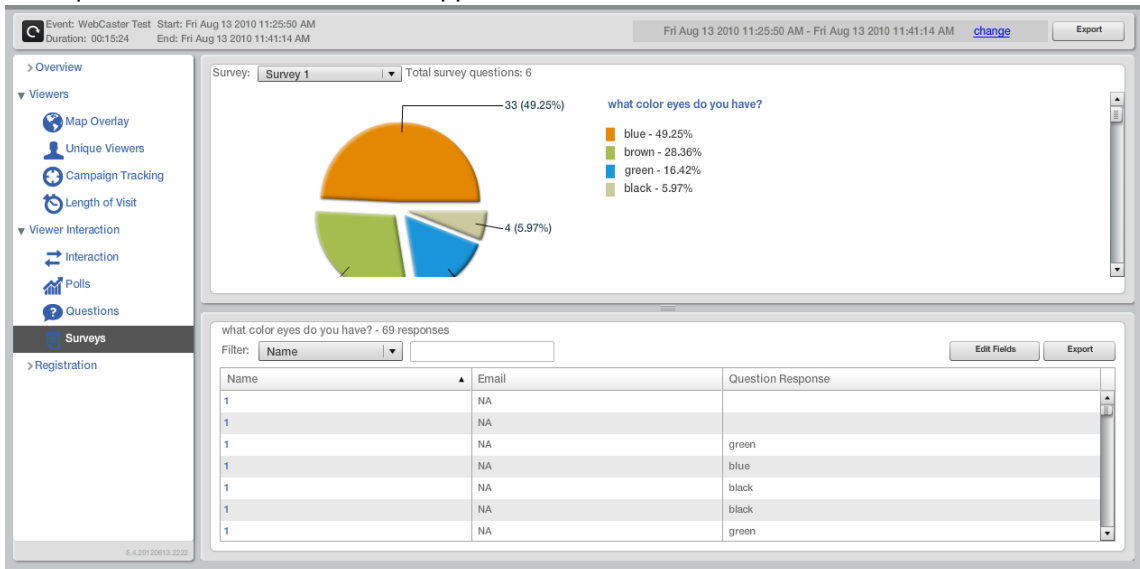 Event: WebCaster Test Start: Fri Aug 13 2010 11:25:50 AM
Duration: 00:15:24 End: Fri Aug 13 2010 11:41:14 AM
Fri Aug 13 2010 11:25:50 AM - Fri Aug 13 2010 11:41:14 AM change Export
Overview
Viewers
Map Overlay
Unique Viewers
Campaign Tracking
Length of Visit
Viewer Interaction
Interaction
Polls
Questions
Surveys
Registration
5.4.20120613.2222
Survey: Survey 1 Total survey questions: 6
33 (49.25%)
4 (5.97%)
what color eyes do you have?
blue - 49.25%
brown - 28.36%
green - 16.42%
black - 5.97%
what color eyes do you have? - 69 responses
Filter: Name Edit Fields Export
Name Email Question Response
1 NA
1 NA
1 NA green
1 NA blue
1 NA black
1 NA black
1 NA green